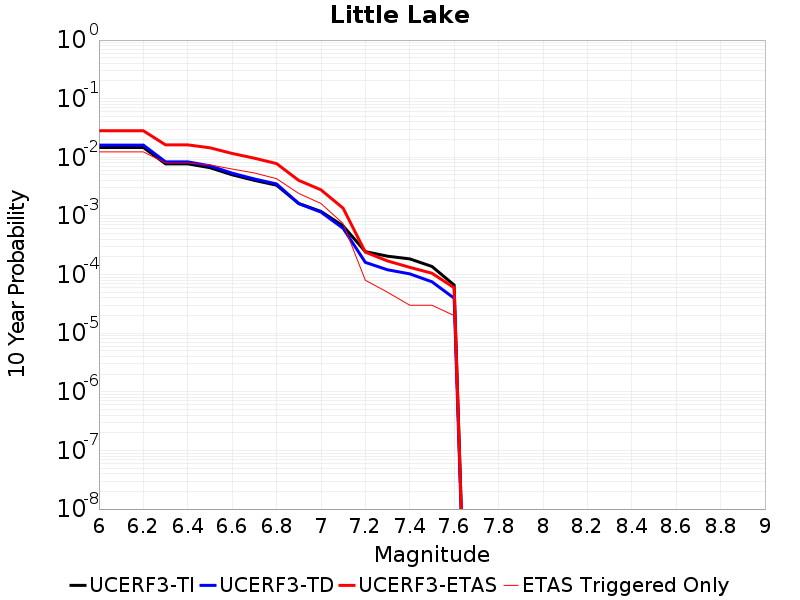 Little Lake
10 Year Probability
10^0
10^-1
10^-2
10^-3
10^-4
10^-5
10^-6
10^-7
10^-8
6 6.2 6.4 6.6 6.8 7 7.2 7.4 7.6 7.8 8 8.2 8.4 8.6 8.8 9
Magnitude
UCERF3-TI UCERF3-TD UCERF3-ETAS ETAS Triggered Only